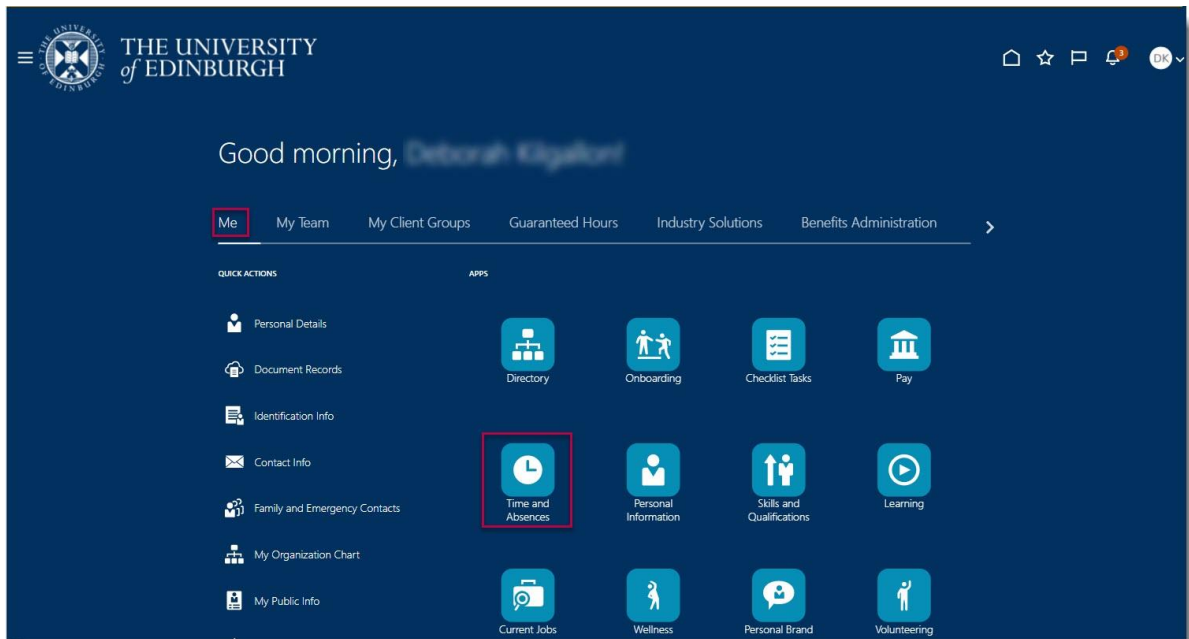 THE UNIVERSITY
of EDINBURGH
3
DK
Good morning,
Me My Team My Client Groups Guaranteed Hours Industry Solutions Benefits Administration
QUICK ACTIONS
APPS
Personal Details
Document Records
Identification Info
Contact Info
Family and Emergency Contacts
My Organization Chart
My Public Info
Directory
Onboarding
Checklist Tasks
Pay
Time and
Absences
Personal
Information
Skills and
Qualifications
Learning
Current Jobs
Wellness
Personal Brand
Volunteering